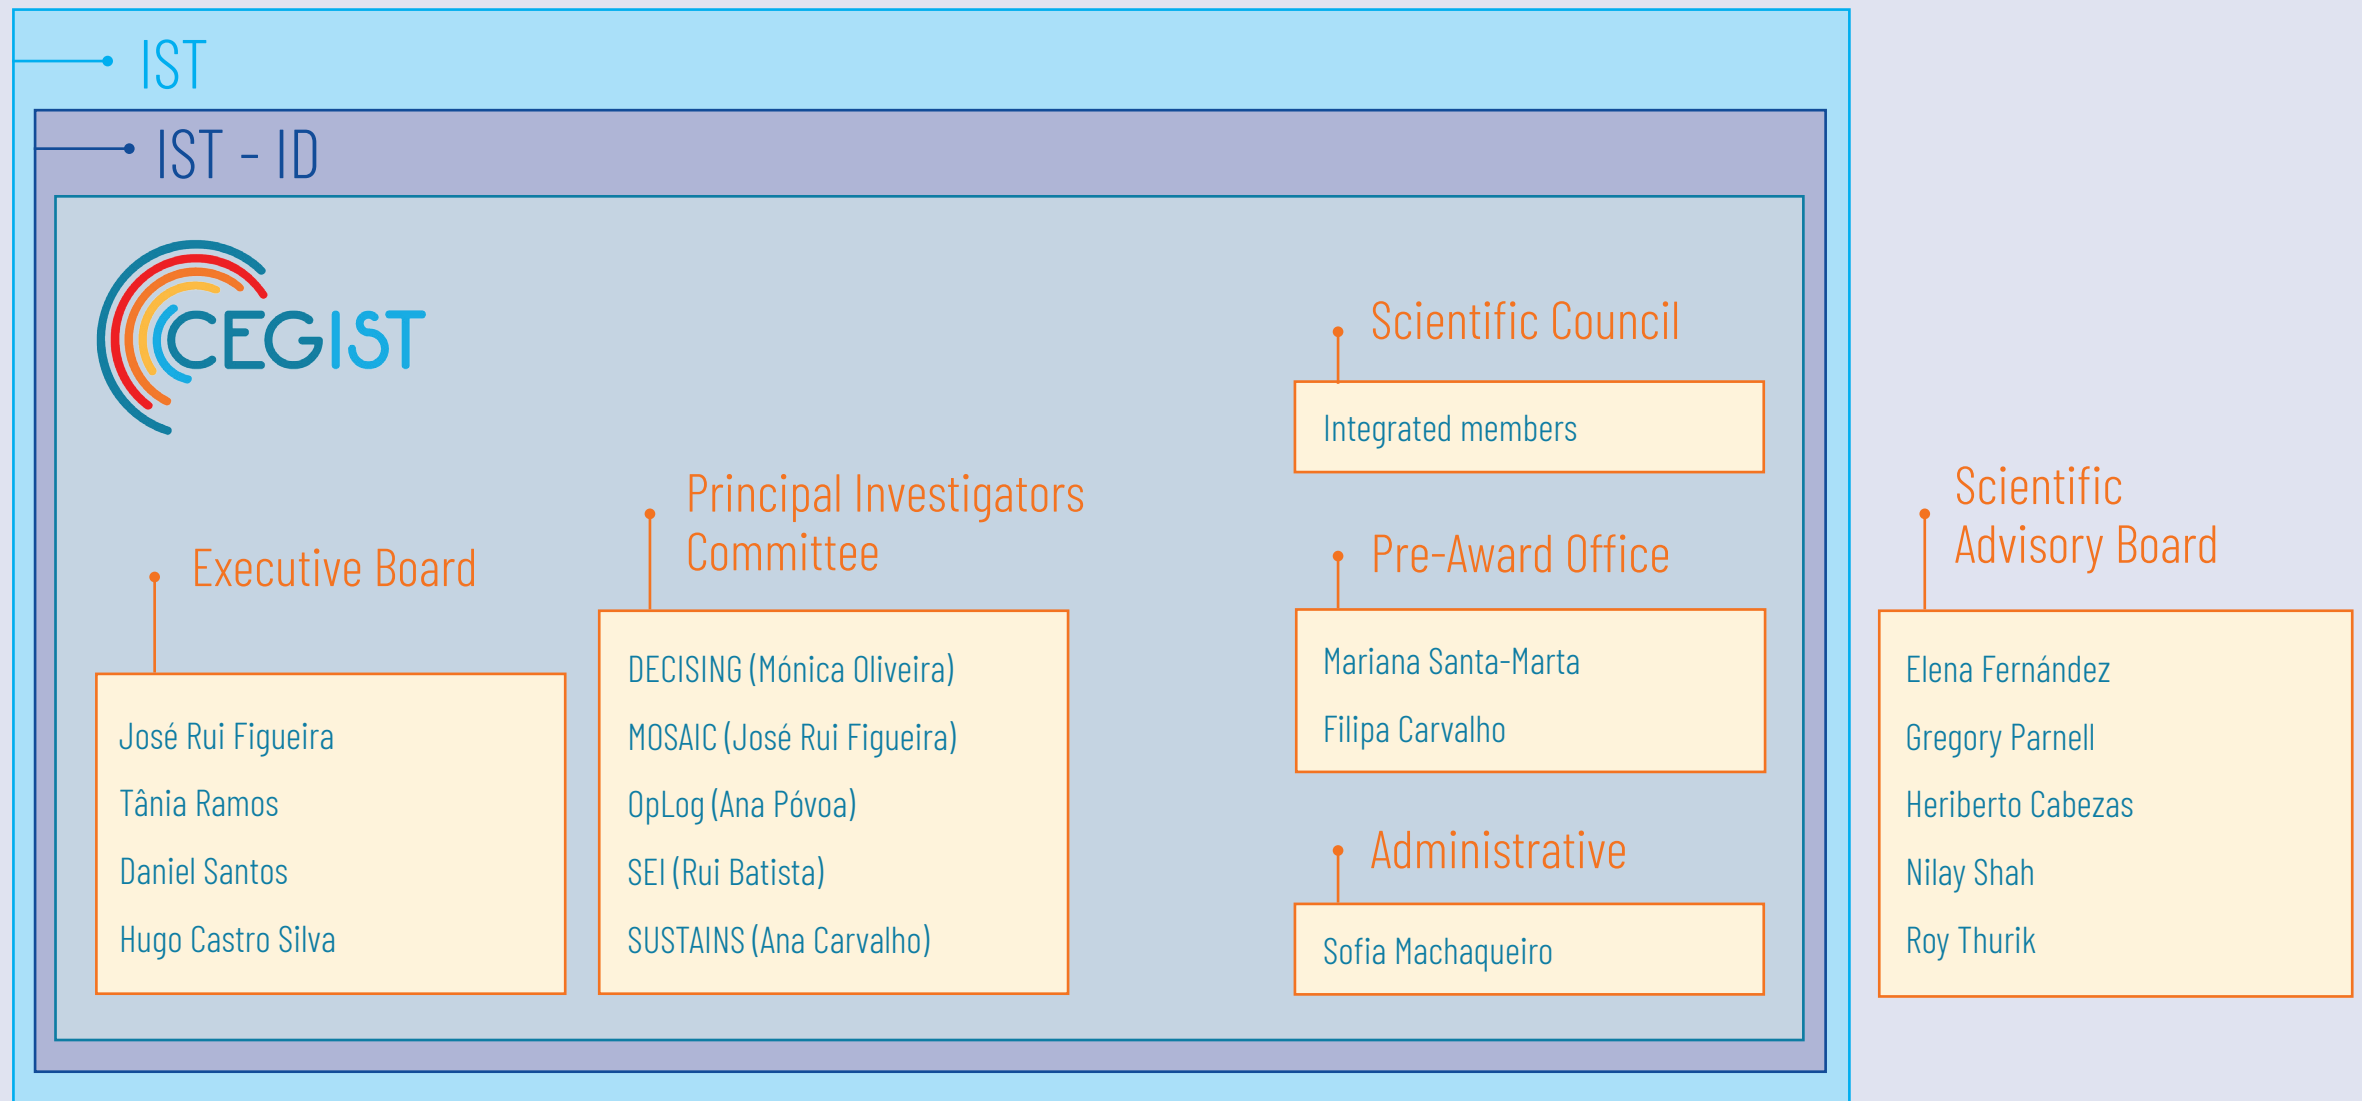 IST
IST - ID
CEGIST
Executive Board
José Rui Figueira
Tânia Ramos
Daniel Santos
Hugo Castro Silva
Principal Investigators
Committee
DECISING (Mónica Oliveira)
MOSAIC (José Rui Figueira)
OpLog (Ana Póvoa)
SEI (Rui Batista)
SUSTAINS (Ana Carvalho)
Scientific Council
Integrated members
Pre-Award Office
Mariana Santa-Marta
Filipa Carvalho
Administrative
Sofia Machaqueiro
Scientific
Advisory Board
Elena Fernández
Gregory Parnell
Heriberto Cabezas
Nilay Shah
Roy Thurik